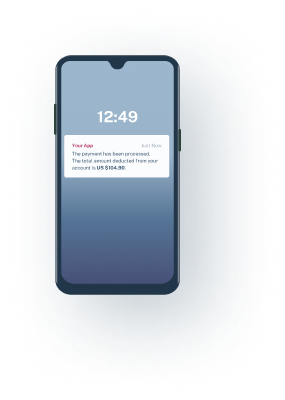 12:49
Your App Just Now
The payment has been processed.
The total amount deducted from your
account is US $104.90.